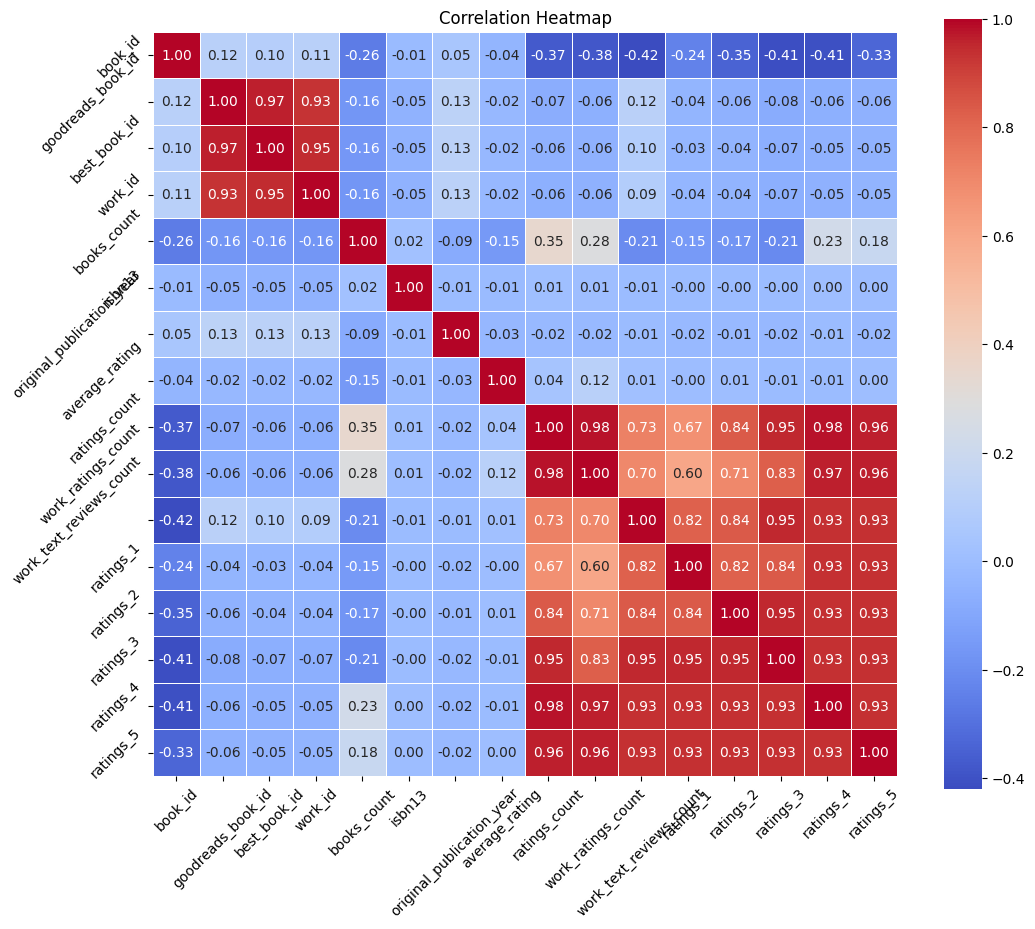 Correlation Heatmap
book_id 1.00 0.12 0.10 0.11 -0.26 -0.01 0.05 -0.04 -0.37 -0.38 -0.42 -0.24 -0.35 -0.41 -0.41 -0.33
goodreads_book_id 0.12 1.00 0.97 0.93 -0.16 -0.05 0.13 -0.02 -0.07 -0.06 0.12 -0.04 -0.06 -0.08 -0.06 -0.06
best_book_id 0.10 0.97 1.00 0.95 -0.16 -0.05 0.13 -0.02 -0.06 -0.06 0.10 -0.03 -0.04 -0.07 -0.05 -0.05
work_id 0.11 0.93 0.95 1.00 -0.16 -0.05 0.13 -0.02 -0.06 -0.06 0.09 -0.04 -0.04 -0.07 -0.05 -0.05
books_count -0.26 -0.16 -0.16 -0.16 1.00 0.02 -0.09 -0.15 0.35 0.28 -0.21 -0.15 -0.17 -0.21 0.23 0.18
isbn13 -0.01 -0.05 -0.05 -0.05 0.02 1.00 -0.01 -0.01 0.01 0.01 -0.01 -0.00 -0.00 -0.00 0.00 0.00
original_publication_year 0.05 0.13 0.13 0.13 -0.09 -0.01 1.00 -0.03 -0.02 -0.02 -0.01 -0.01 -0.01 -0.02 -0.01 -0.02
average_rating -0.04 -0.02 -0.02 -0.02 -0.15 -0.01 -0.03 1.00 0.04 0.12 0.01 -0.00 0.01 -0.01 -0.01 0.00
ratings_count -0.37 -0.07 -0.06 -0.06 0.35 0.01 -0.02 0.04 1.00 0.98 0.73 0.67 0.84 0.95 0.98 0.96
work_ratings_count -0.38 -0.06 -0.06 -0.06 0.28 0.01 -0.02 0.12 0.98 1.00 0.70 0.60 0.71 0.83 0.97 0.96
work_text_reviews_count -0.42 0.12 0.10 0.09 -0.21 -0.01 -0.01 0.01 0.73 0.70 1.00 0.82 0.84 0.95 0.93 0.93
ratings_1 -0.24 -0.04 -0.03 -0.04 -0.15 -0.00 -0.01 -0.00 0.67 0.60 0.82 1.00 0.82 0.84 0.93 0.93
ratings_2 -0.35 -0.06 -0.04 -0.04 -0.17 -0.00 -0.01 0.01 0.84 0.71 0.84 0.84 1.00 0.95 0.93 0.93
ratings_3 -0.41 -0.08 -0.07 -0.07 -0.21 -0.00 -0.02 -0.01 0.95 0.83 0.95 0.95 0.95 1.00 0.93 0.93
ratings_4 -0.41 -0.06 -0.05 -0.05 0.23 0.00 -0.01 -0.01 0.98 0.97 0.93 0.93 0.93 0.93 1.00 0.93
ratings_5 -0.33 -0.06 -0.05 -0.05 0.18 0.00 -0.02 0.00 0.96 0.96 0.93 0.93 0.93 0.93 0.93 1.00
book_id
goodreads_book_id
best_book_id
work_id
books_count
isbn13
original_publication_year
average_rating
ratings_count
work_ratings_count
work_text_reviews_count
ratings_1
ratings_2
ratings_3
ratings_4
ratings_5
1.0
0.8
0.6
0.4
0.2
0.0
−0.2
−0.4